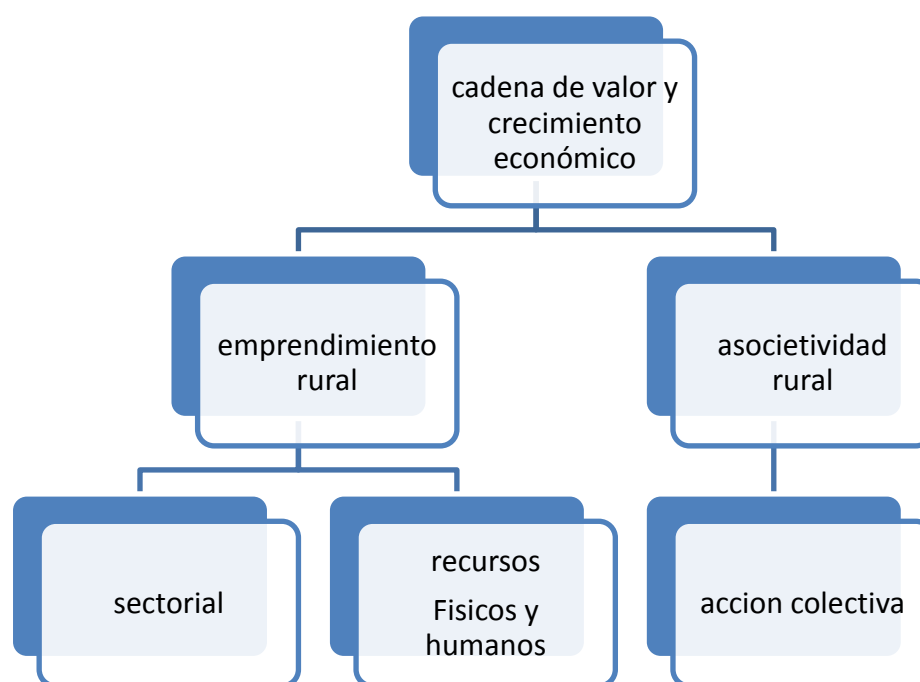 cadena de valor y
crecimiento
económico
emprendimiento
rural
asocietividad
rural
sectorial
recursos
Fisicos y
humanos
accion colectiva